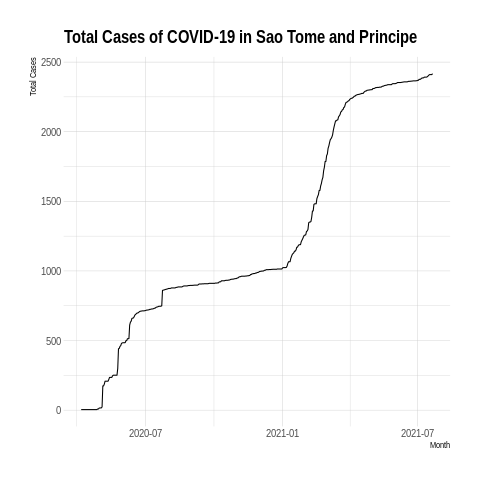 Total Cases of COVID-19 in Sao Tome and Principe
Total Cases
2500
2000
1500
1000
500
0
2020-07 2021-01 2021-07
Month